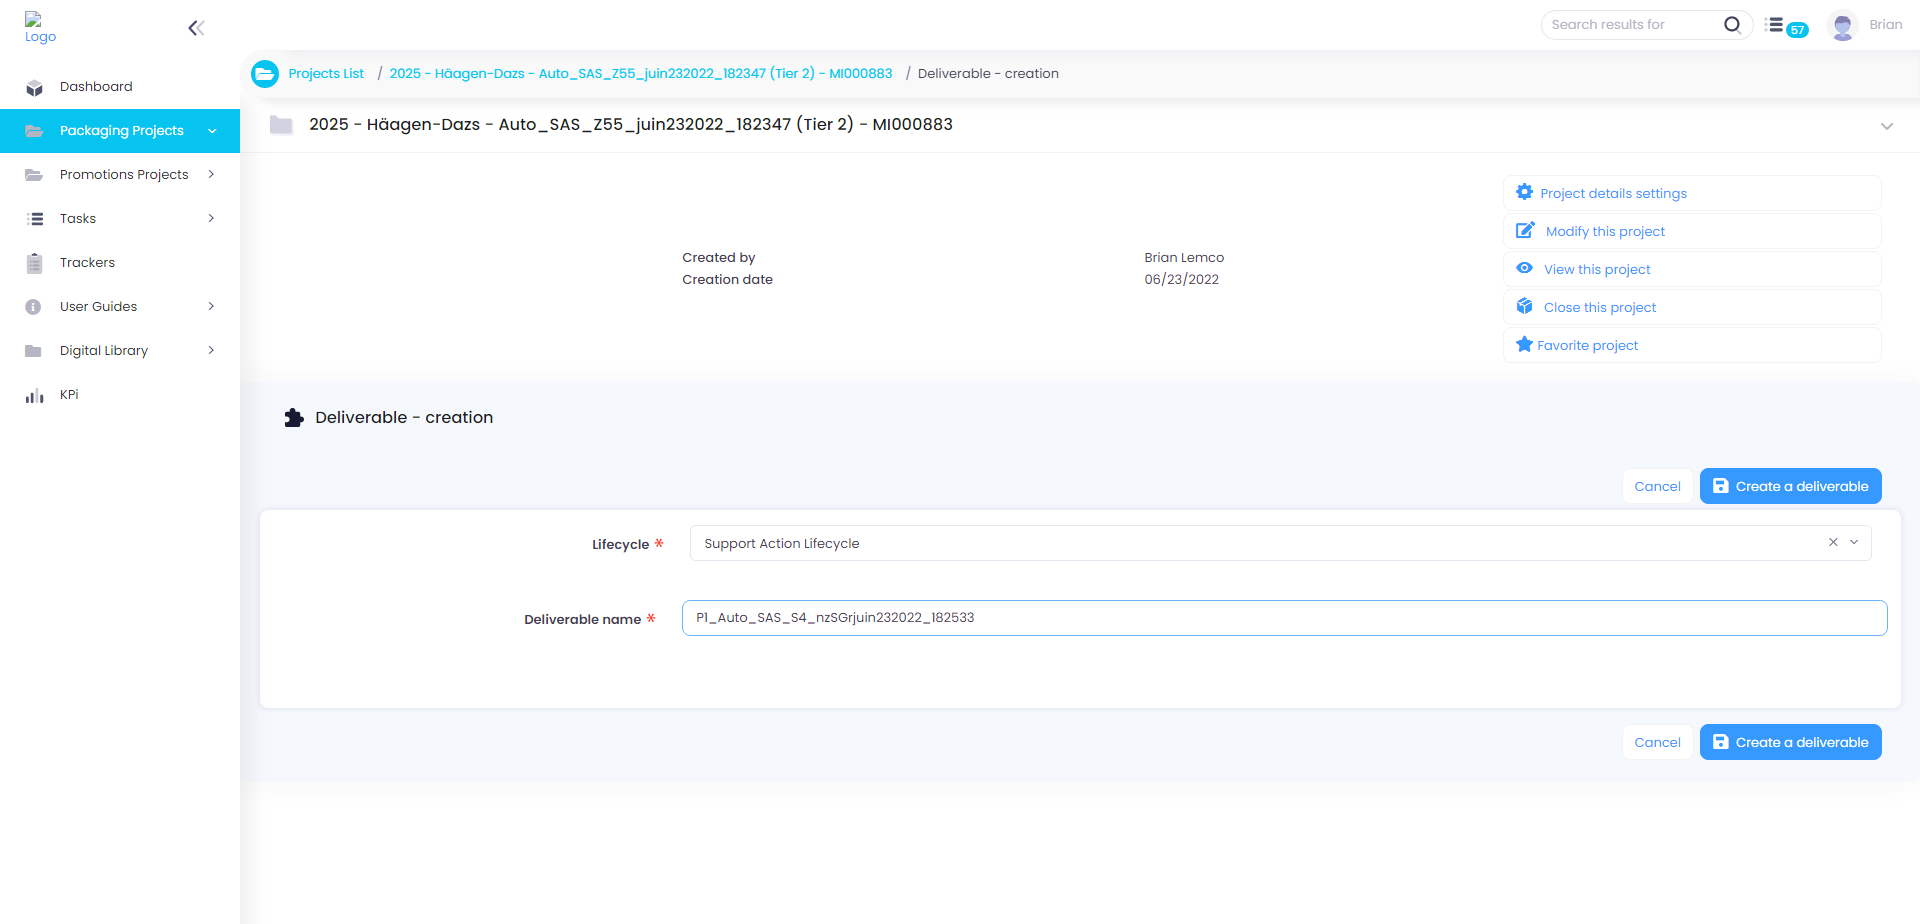 Logo
Search results for
57
Brian
Dashboard
Packaging Projects
Promotions Projects
Tasks
Trackers
User Guides
Digital Library
KPi
Projects List / 2025 - Häagen-Dazs - Auto_SAS_Z55_juin232022_182347 (Tier 2) - MI000883 / Deliverable - creation
2025 - Häagen-Dazs - Auto_SAS_Z55_juin232022_182347 (Tier 2) - MI000883
Created by Brian Lemco
Creation date 06/23/2022
Project details settings
Modify this project
View this project
Close this project
Favorite project
Deliverable - creation
Cancel Create a deliverable
Lifecycle * Support Action Lifecycle
Deliverable name * P1_Auto_SAS_S4_nzSGrjuin232022_182533
Cancel Create a deliverable